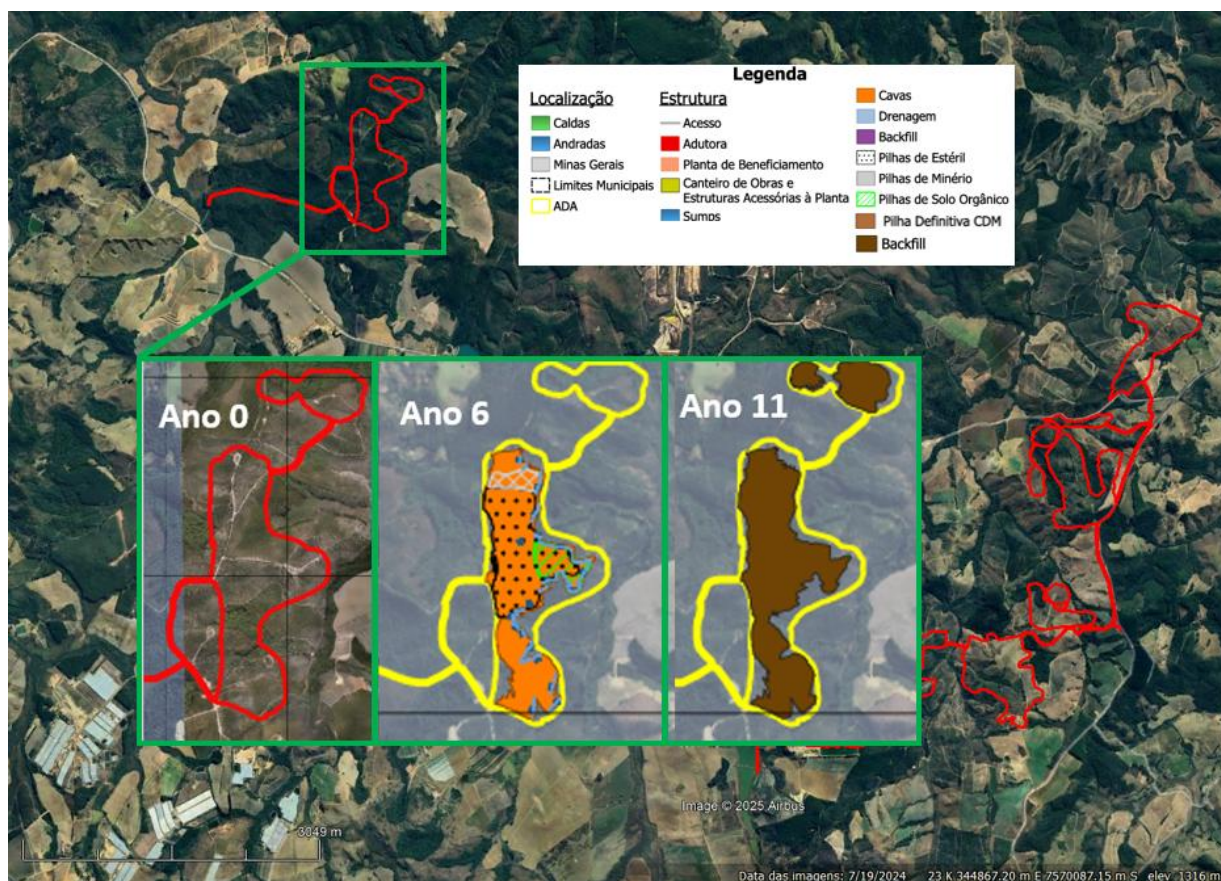 Legenda
Localização
Caldas
Andradas
Minas Gerais
Limites Municipais
ADA
Estrutura
Acesso
Adutora
Planta de Beneficiamento
Canteiro de Obras e
Estruturas Acessórias à Planta
Sumps
Cavas
Drenagem
Backfill
Pilhas de Estéril
Pilhas de Minério
Pilhas de Solo Orgânico
Pilha Definitiva CDM
Backfill
Ano 0
Ano 6
Ano 11
Image © 2025 Airbus
3049 m
Data das imagens: 7/19/2024 23 K 344867.20 m E 7570087.15 m S elev. 1316 m